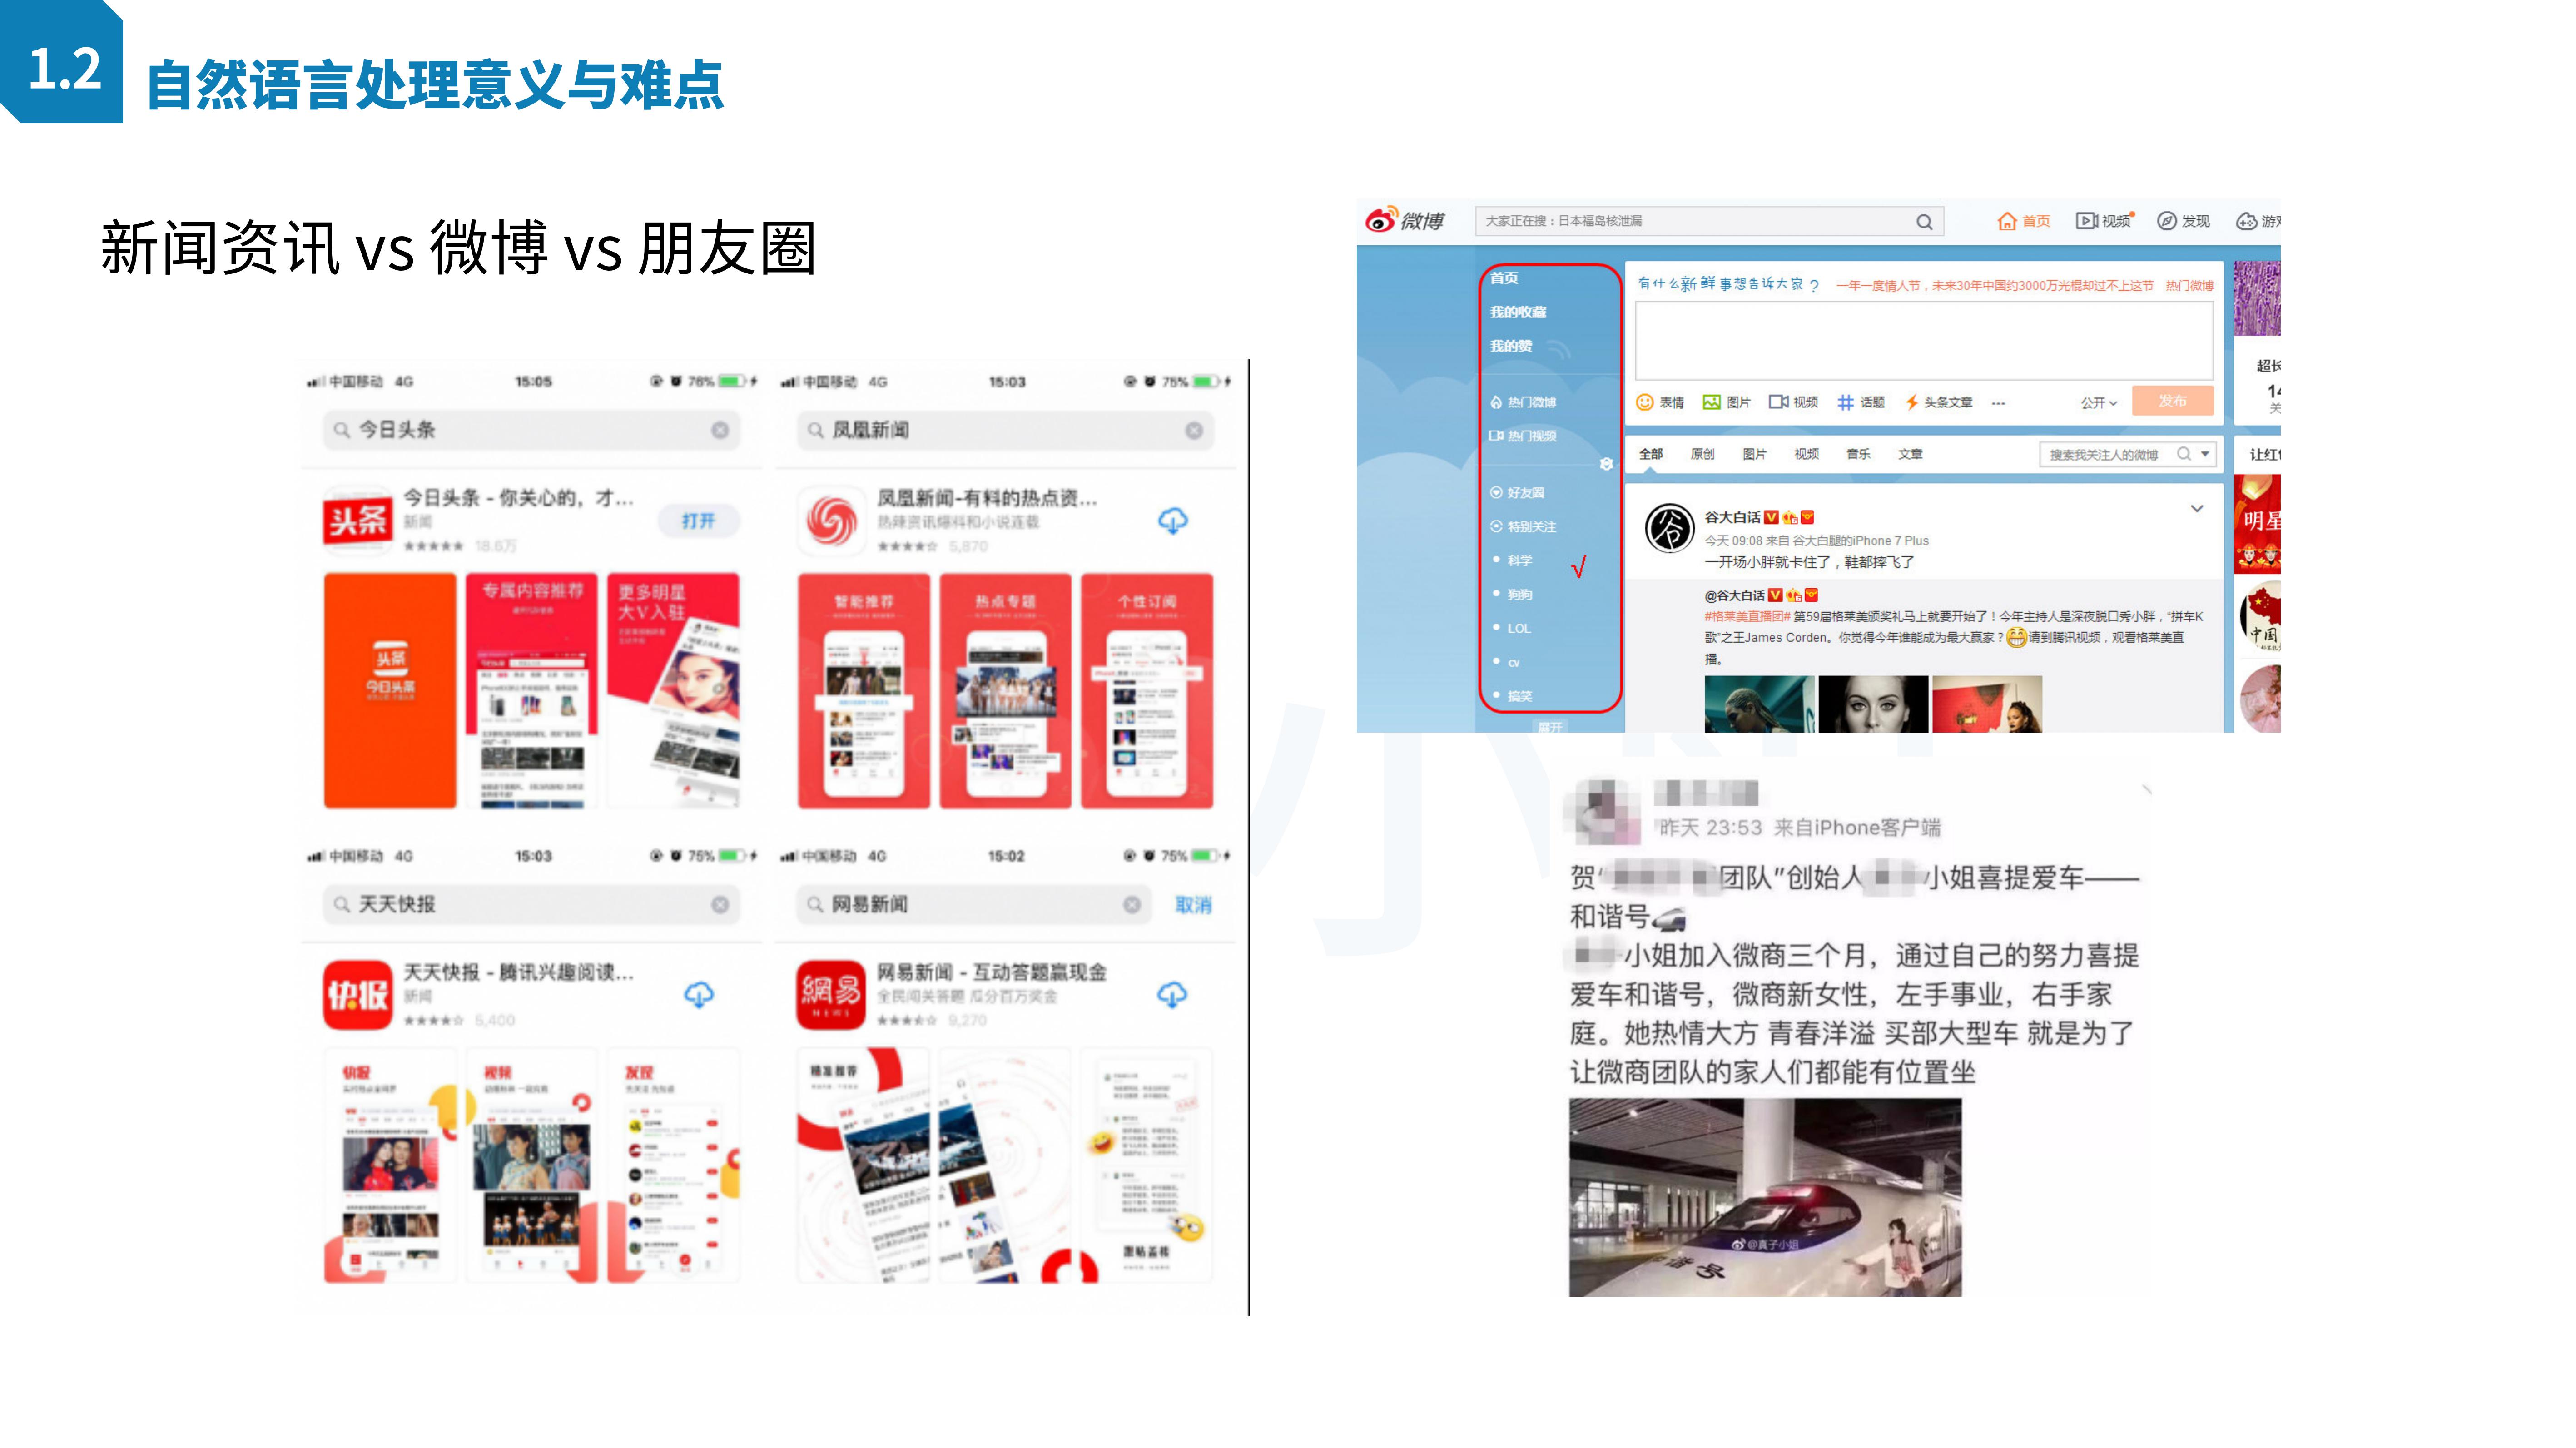 1.2
自然语言处理意义与难点
新闻资讯 vs 微博 vs 朋友圈
中国移动 4G 15:05 76%
今日头条
头条
今日头条 - 你关心的，才...
新闻
18.6万
打开
头条
今日头条
专属内容推荐
更多明星
大V入驻
中国移动 4G 15:03 75%
凤凰新闻
凤凰新闻-有料的热点资...
热辣资讯爆料和小说连载
5,870
智能推荐
热点专题
个性订阅
中国移动 4G 15:03 75%
天天快报
快报
天天快报 - 腾讯兴趣阅读...
新闻
5,400
快报
视频
发现
中国移动 4G 15:02 75%
网易新闻
取消
網易
NEWS
网易新闻 - 互动答题赢现金
全民闯关答题 瓜分百万奖金
9,270
精准推荐
跟贴盖楼
微博
大家正在搜：日本福岛核泄漏
首页 视频 发现 游
首页
我的收藏
我的赞
热门微博
热门视频
好友圈
特别关注
科学
√
狗狗
LOL
cv
搞笑
展开
有什么新鲜事想告诉大家？
一年一度情人节，未来30年中国约3000万光棍却过不上这节 热门微博
表情 图片 视频 话题 头条文章 ... 公开 发布
全部 原创 图片 视频 音乐 文章
搜索我关注人的微博
谷
谷大白话
今天 09:08 来自 谷大白腿的iPhone 7 Plus
一开场小胖就卡住了，鞋都摔飞了
@谷大白话
#格莱美直播团# 第59届格莱美颁奖礼马上就要开始了！今年主持人是深夜脱口秀小胖，“拼车K
歌”之王James Corden。你觉得今年谁能成为最大赢家？请到腾讯视频，观看格莱美直
播。
超长
14
关
让红
明星
中国
小
昨天 23:53 来自iPhone客户端
贺“ 团队”创始人 小姐喜提爱车——
和谐号
小姐加入微商三个月，通过自己的努力喜提
爱车和谐号，微商新女性，左手事业，右手家
庭。她热情大方 青春洋溢 买部大型车 就是为了
让微商团队的家人们都能有位置坐
@真子小姐
谐号